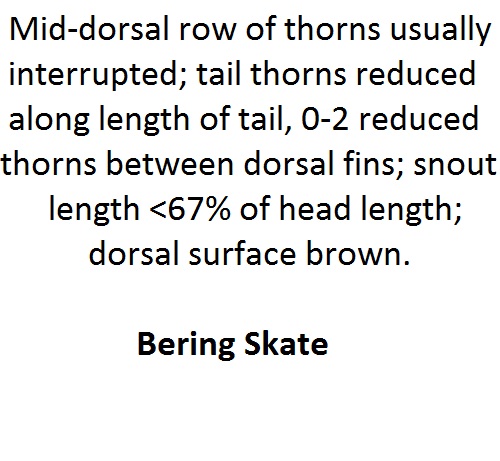 Mid-dorsal row of thorns usually
interrupted; tail thorns reduced
along length of tail, 0-2 reduced
thorns between dorsal fins; snout
length <67% of head length;
dorsal surface brown.
Bering Skate